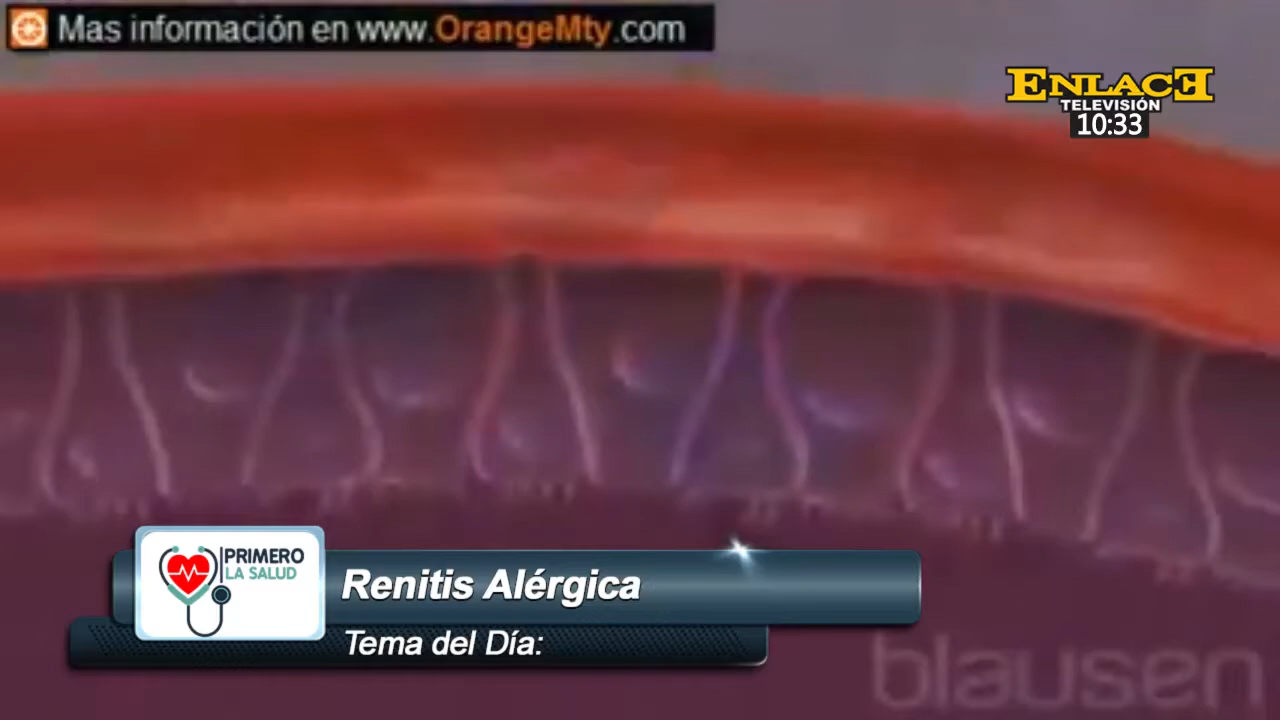 Mas información en www.OrangeMty.com
ENLACE
TELEVISIÓN
10:33
PRIMERO
LA SALUD
Renitis Alérgica
Tema del Día:
blausen